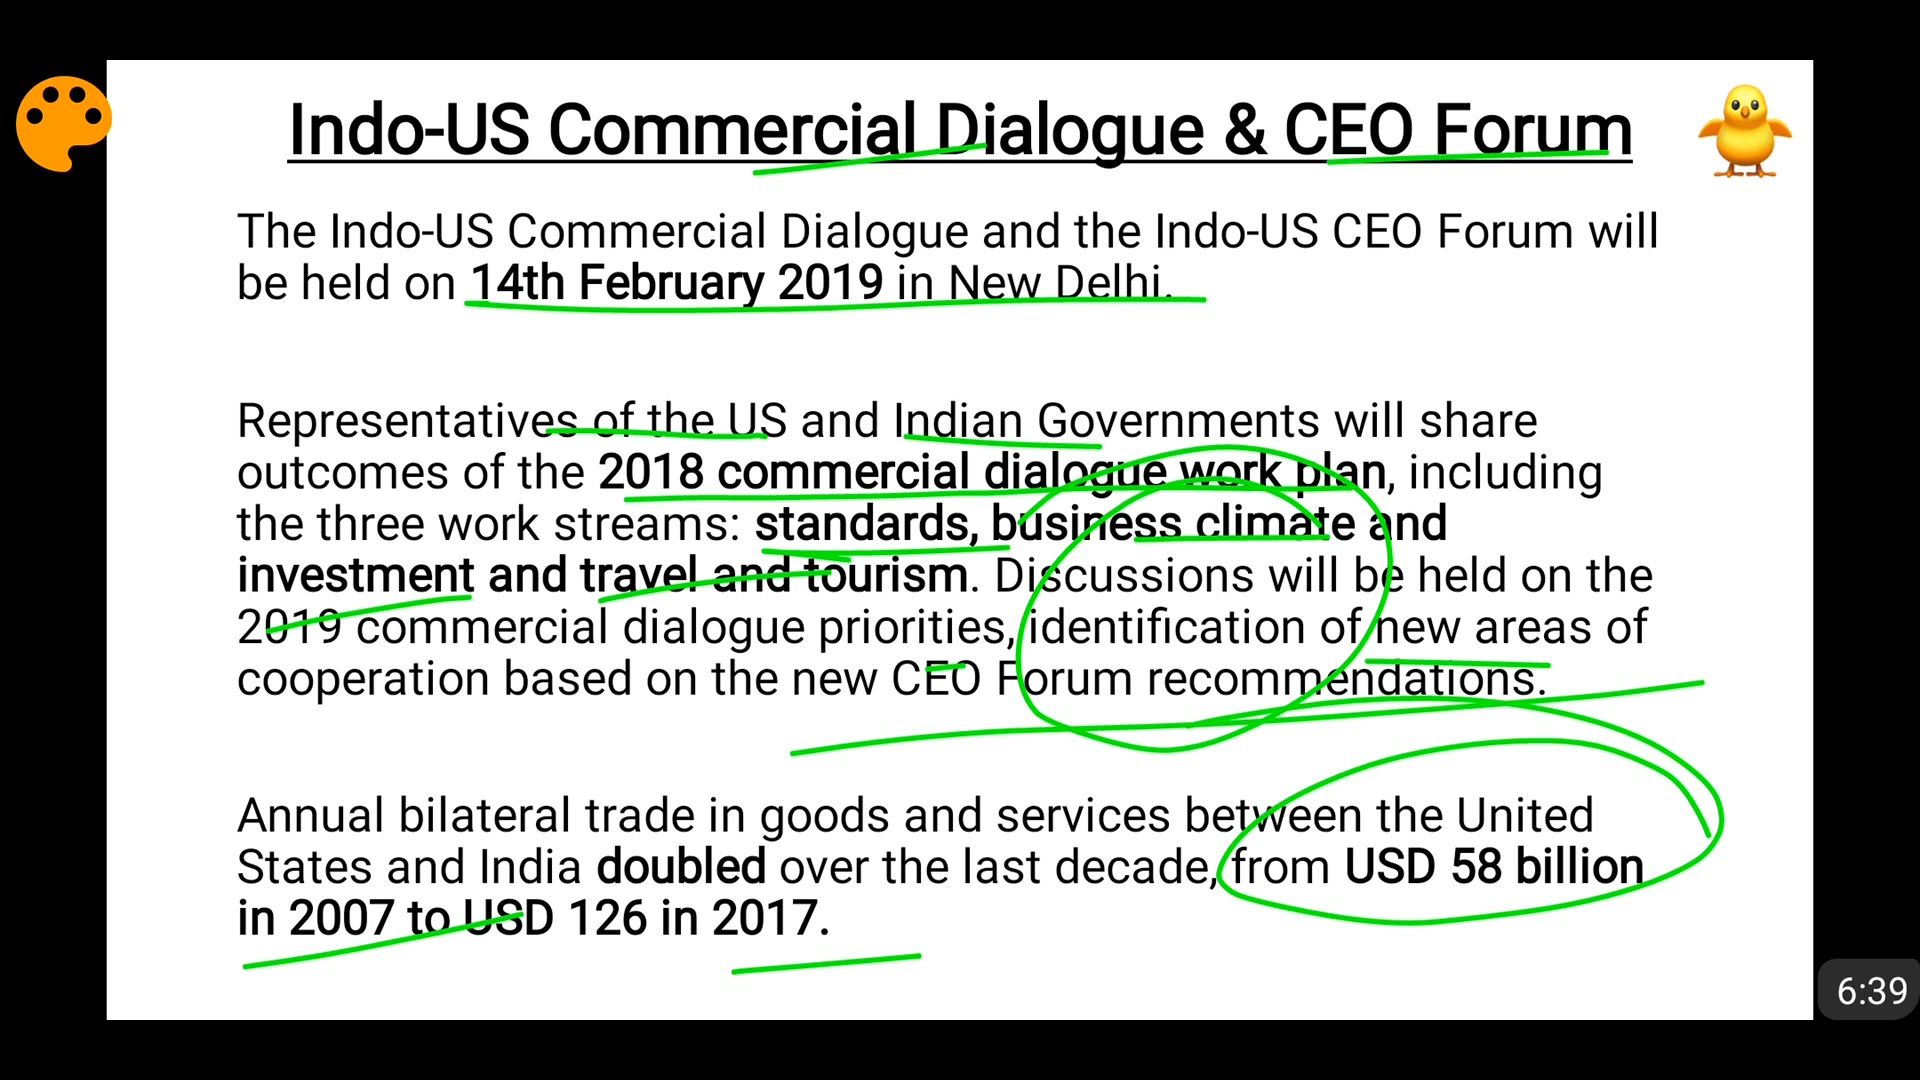 Indo-US Commercial Dialogue & CEO Forum
The Indo-US Commercial Dialogue and the Indo-US CEO Forum will
be held on 14th February 2019 in New Delhi.
Representatives of the US and Indian Governments will share
outcomes of the 2018 commercial dialogue work plan, including
the three work streams: standards, business climate and
investment and travel and tourism. Discussions will be held on the
2019 commercial dialogue priorities, identification of new areas of
cooperation based on the new CEO Forum recommendations.
Annual bilateral trade in goods and services between the United
States and India doubled over the last decade, from USD 58 billion
in 2007 to USD 126 in 2017.
6:39